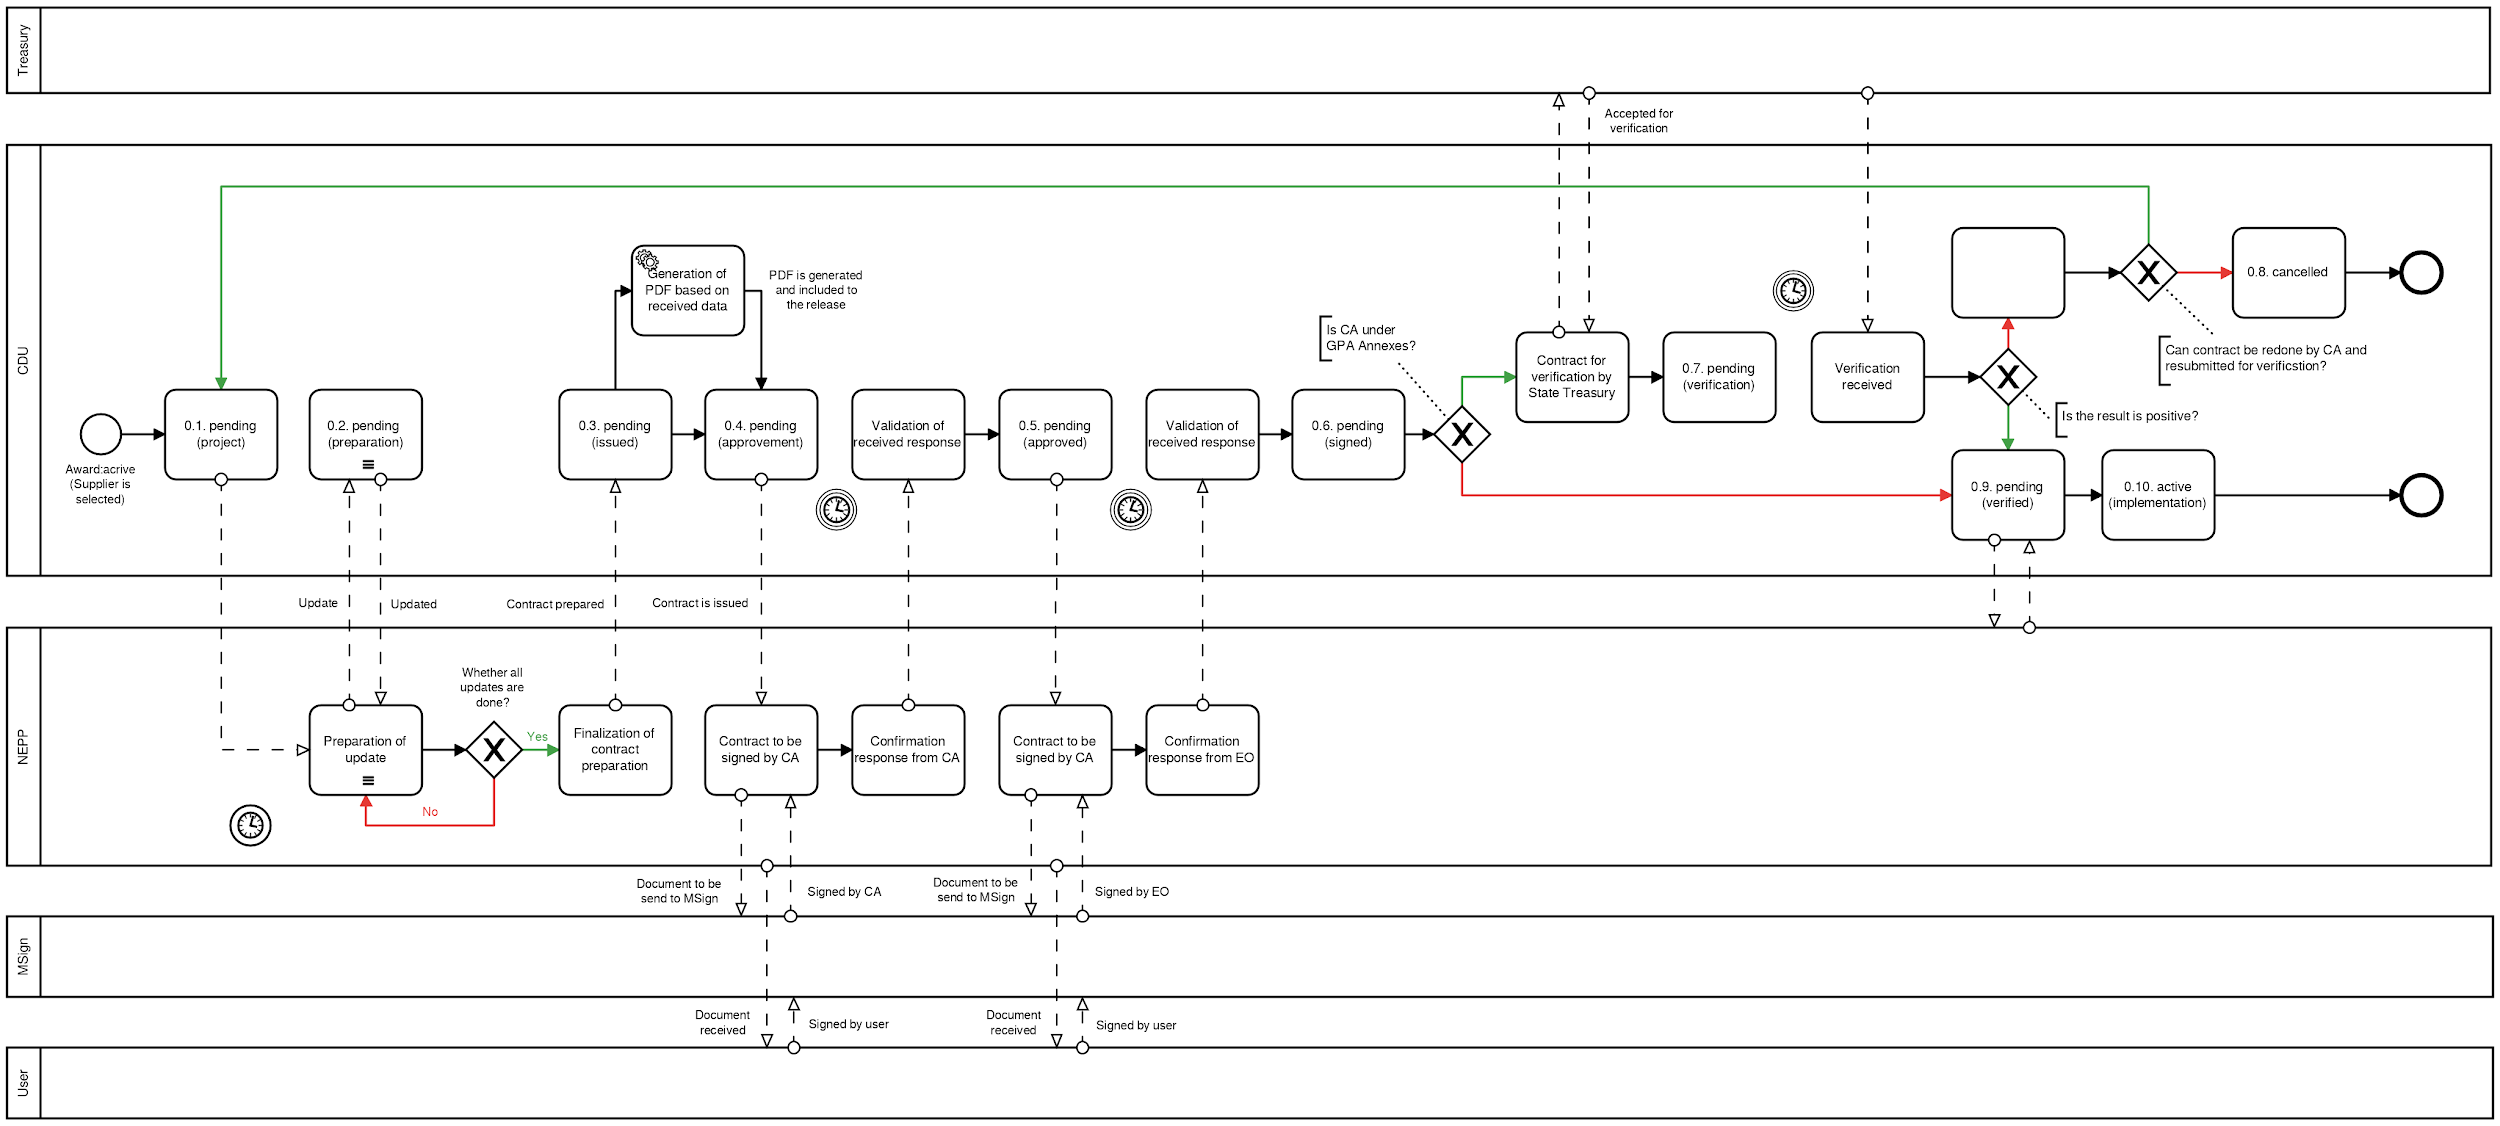 Treasury
Accepted for
verification
CDU
Award:acrive
(Supplier is
selected)
0.1. pending
(project)
0.2. pending
(preparation)
0.3. pending
(issued)
Generation of
PDF based on
received data
PDF is generated
and included to
the release
0.4. pending
(approvement)
Validation of
received response
0.5. pending
(approved)
Validation of
received response
0.6. pending
(signed)
Is CA under
GPA Annexes?
Contract for
verification by
State Treasury
0.7. pending
(verification)
Verification
received
Is the result is positive?
Can contract be redone by CA and
resubmitted for verificstion?
0.8. cancelled
0.9. pending
(verified)
0.10. active
(implementation)
Update
Updated
Contract prepared
Contract is issued
NEPP
Preparation of
update
Whether all
updates are
done?
Yes
No
Finalization of
contract
preparation
Contract to be
signed by CA
Confirmation
response from CA
Contract to be
signed by CA
Confirmation
response from EO
Document to be
send to MSign
Signed by CA
Document to be
send to MSign
Signed by EO
MSign
Document
received
Signed by user
Document
received
Signed by user
User